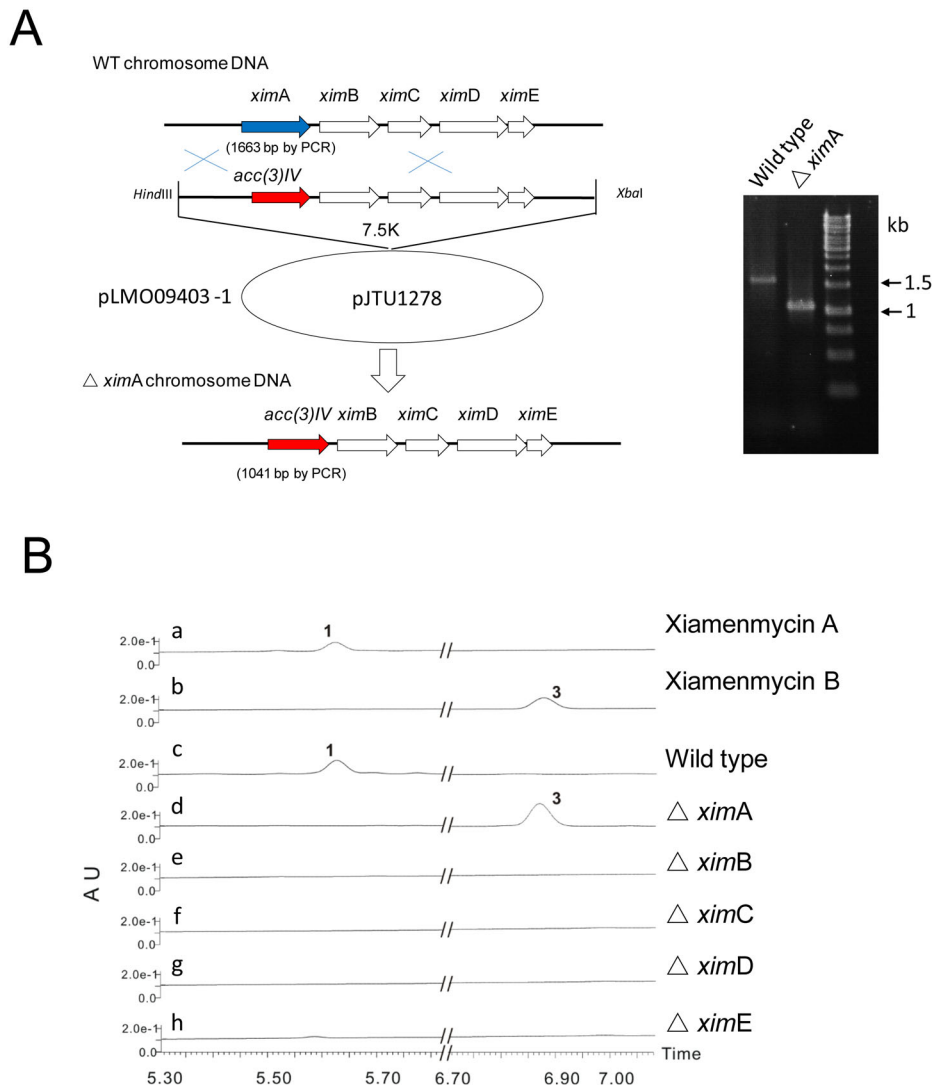 A
WT chromosome DNA
ximA ximB ximC ximD ximE
(1663 bp by PCR)
acc(3)IV
HindIII XbaI
7.5K
pLMO09403 -1 pJTU1278
△ ximA chromosome DNA
acc(3)IV ximB ximC ximD ximE
(1041 bp by PCR)
Wild type
△ ximA
kb
1.5
1
B
a 1 Xiamenmycin A
2.0e-1
0.0
b 3 Xiamenmycin B
2.0e-1
0.0
c 1 Wild type
2.0e-1
0.0
d 3 △ ximA
2.0e-1
0.0
e △ ximB
2.0e-1
0.0
f △ ximC
2.0e-1
0.0
g △ ximD
2.0e-1
0.0
h △ ximE
2.0e-1
0.0
AU
Time
5.30 5.50 5.70 6.70 6.90 7.00